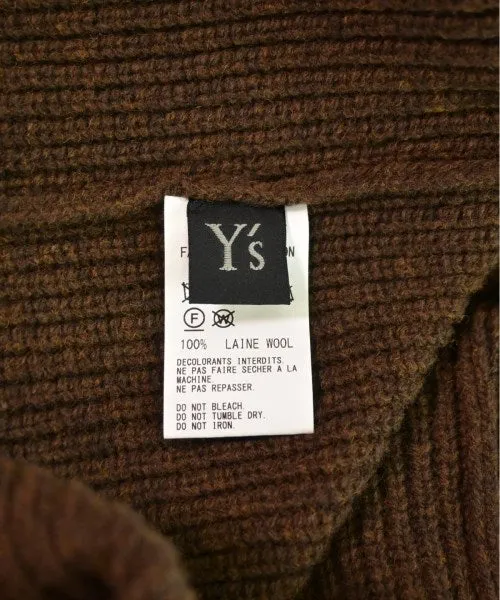 Y's
F
W
100% LAINE WOOL
DECOLORANTS INTERDITS.
NE PAS FAIRE SECHER A LA
MACHINE.
NE PAS REPASSER.
DO NOT BLEACH.
DO NOT TUMBLE DRY.
DO NOT IRON.